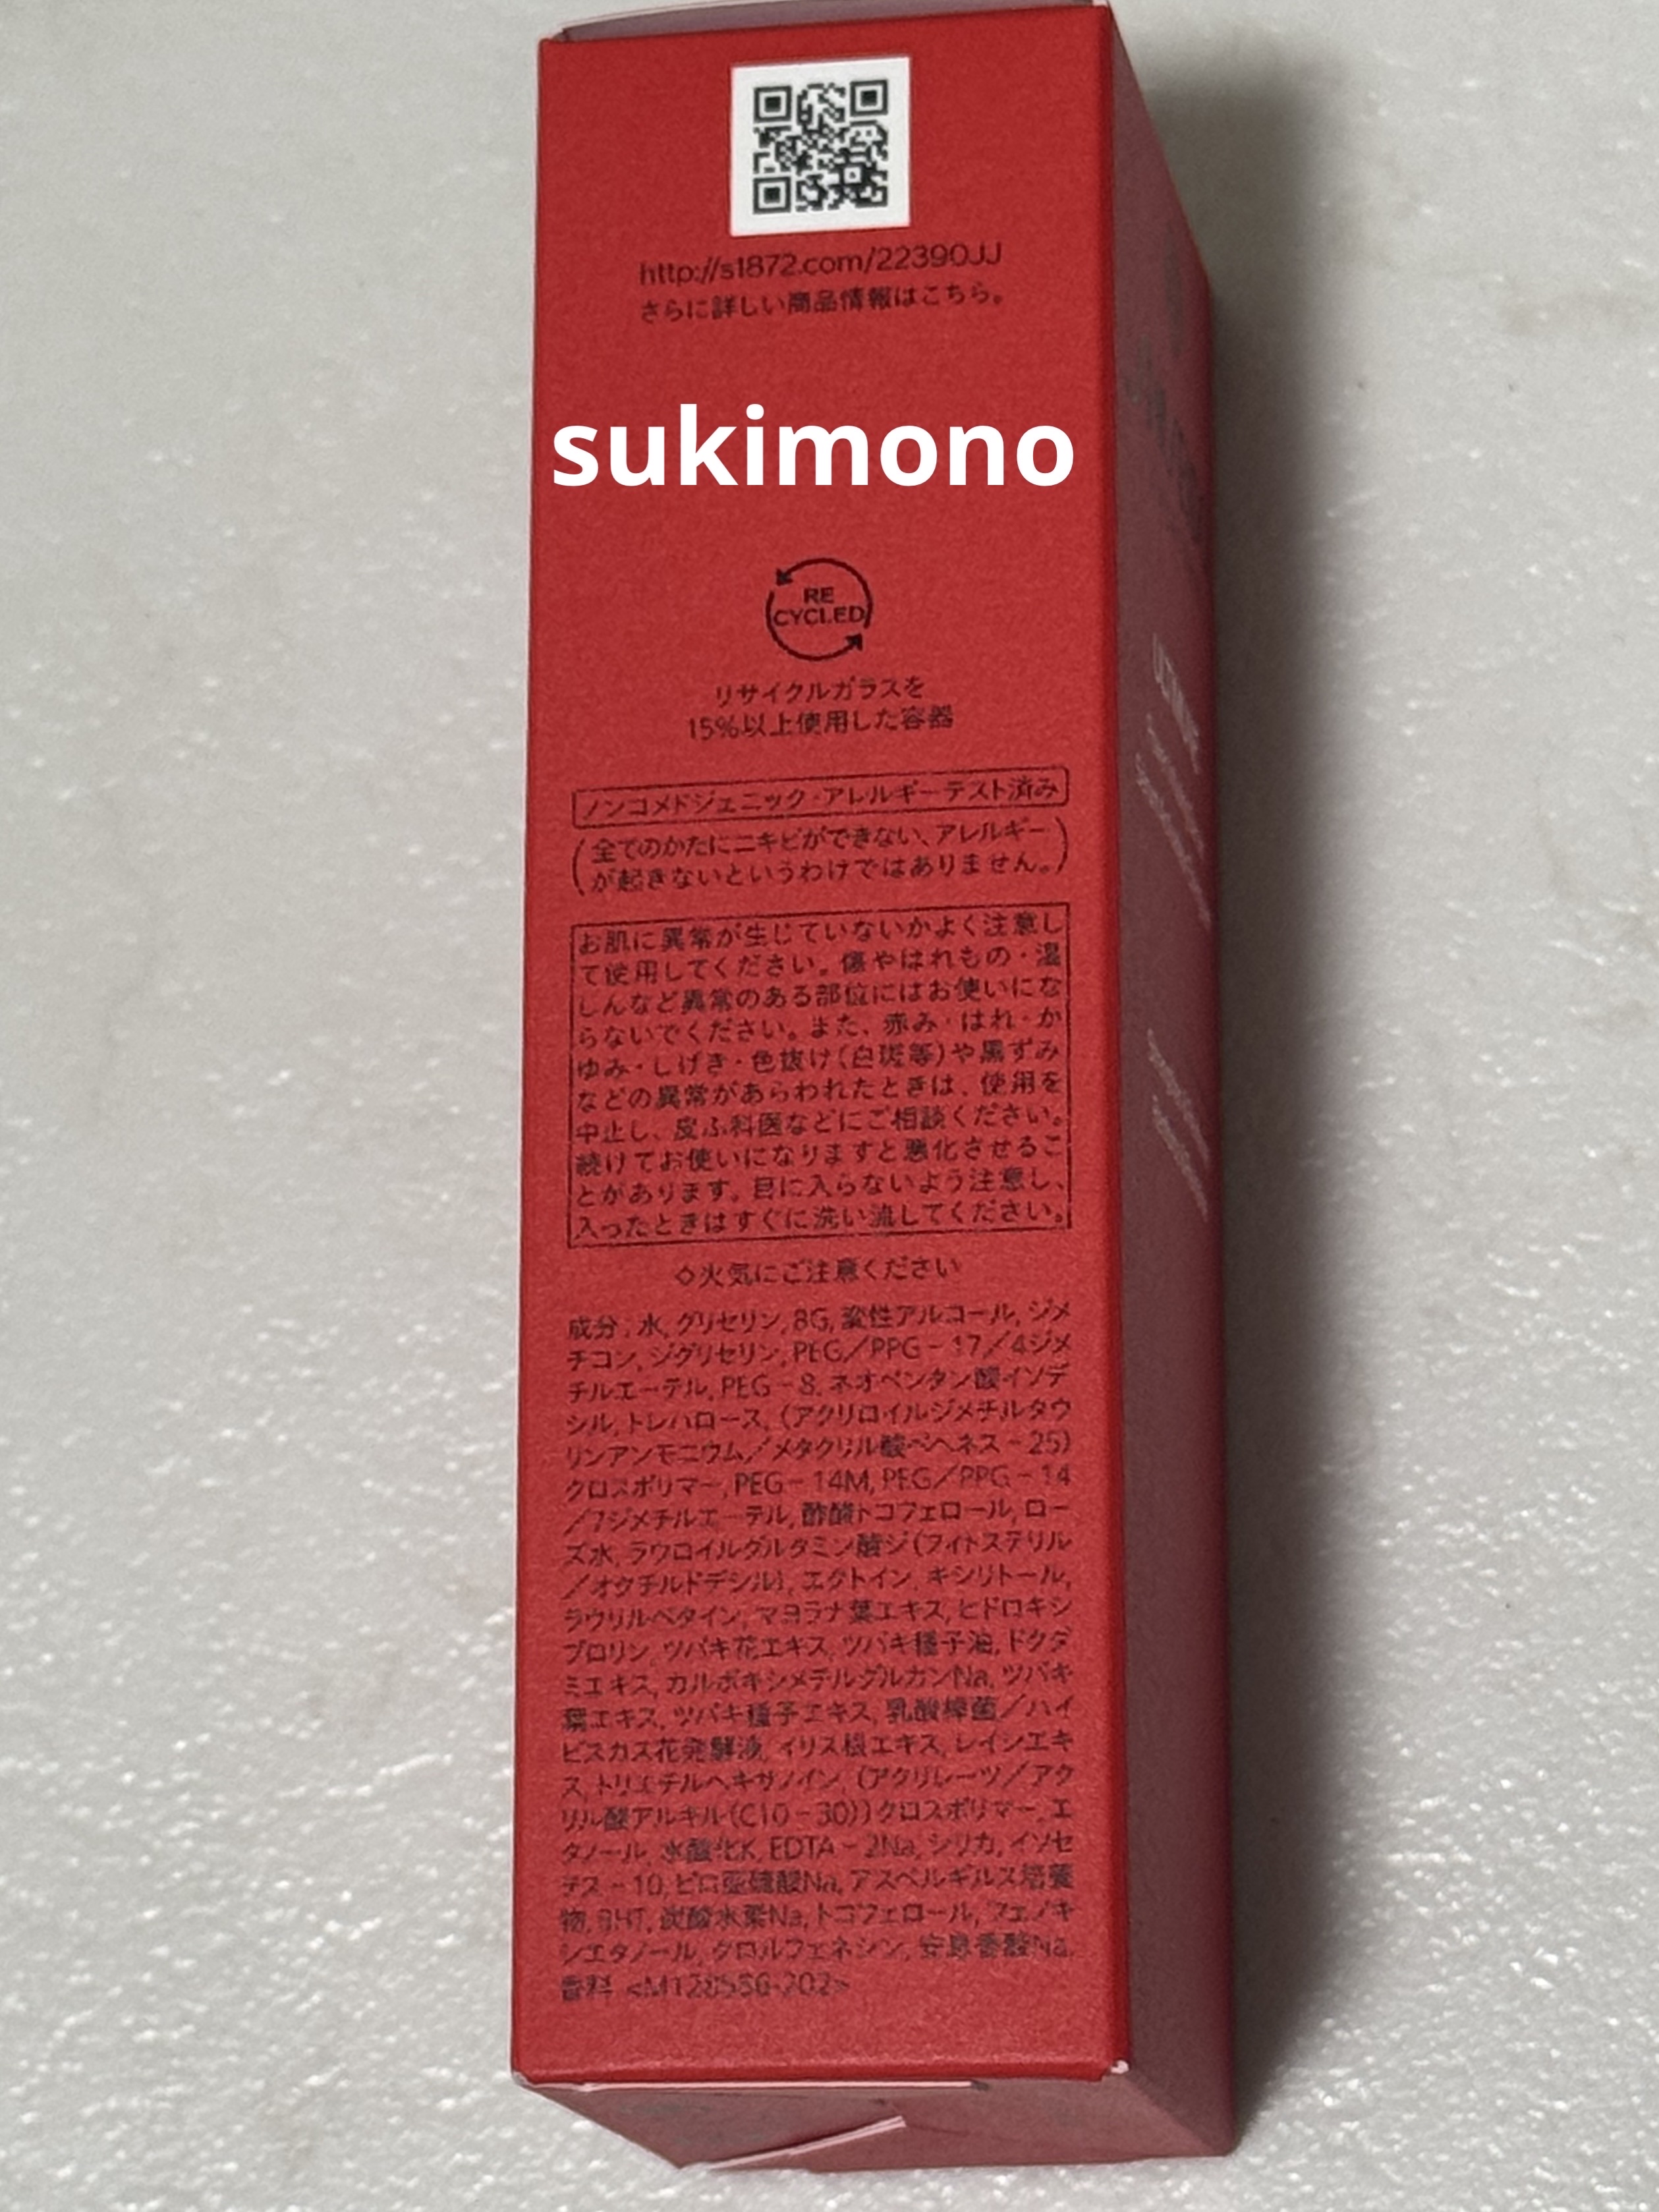 http://s1872.com/22390JJ
さらに詳しい商品情報はこちら。
sukimono
RE
CYCLED
リサイクルガラスを
15%以上使用した容器
ノンコメドジェニック・アレルギーテスト済み
(全てのかたにニキビができない、アレルギー
が起きないというわけではありません。)
お肌に異常が生じていないかよく注意し
て使用してください。傷やはれもの・湿
しんなど異常のある部位にはお使いにな
らないでください。また、赤み・はれ・か
ゆみ・しげき・色抜け(白斑等)や黒ずみ
などの異常があらわれたときは、使用を
中止し、皮ふ科医などにご相談ください。
続けてお使いになりますと悪化させるこ
とがあります。目に入らないよう注意し、
入ったときはすぐに洗い流してください。
◇火気にご注意ください
成分:水,グリセリン,BG,変性アルコール,ジメ
チコン,ジグリセリン,PEG/PPG-17/4ジメ
チルエーテル,PEG-8,ネオペンタン酸イソデ
シル,トレハロース,(アクリロイルジメチルタウ
リンアンモニウム/メタクリル酸ベヘネス-25)
クロスポリマー,PEG-14M,PEG/PPG-14
/7ジメチルエーテル,酢酸トコフェロール,ロー
ズ水,ラウロイルグルタミン酸ジ(フィトステリル
/オクチルドデシル),エクトイン,キシリトール,
ラウリルベタイン,マヨラナ葉エキス,ヒドロキシ
プロリン,ツバキ花エキス,ツバキ種子油,ドクダ
ミエキス,カルボキシメチルグルカンNa,ツバキ
葉エキス,ツバキ種子エキス,乳酸桿菌/ハイ
ビスカス花発酵液,イリス根エキス,レイシエキ
ス,トリエチルヘキサノイン,(アクリレーツ/アク
リル酸アルキル(C10-30))クロスポリマー,エ
タノール,水酸化K,EDTA-2Na,シリカ,イソセ
テス-10,ピロ亜硫酸Na,アスペルギルス培養
物,BHT,炭酸水素Na,トコフェロール,フェノキ
シエタノール,クロルフェネシン,安息香酸Na,
香料